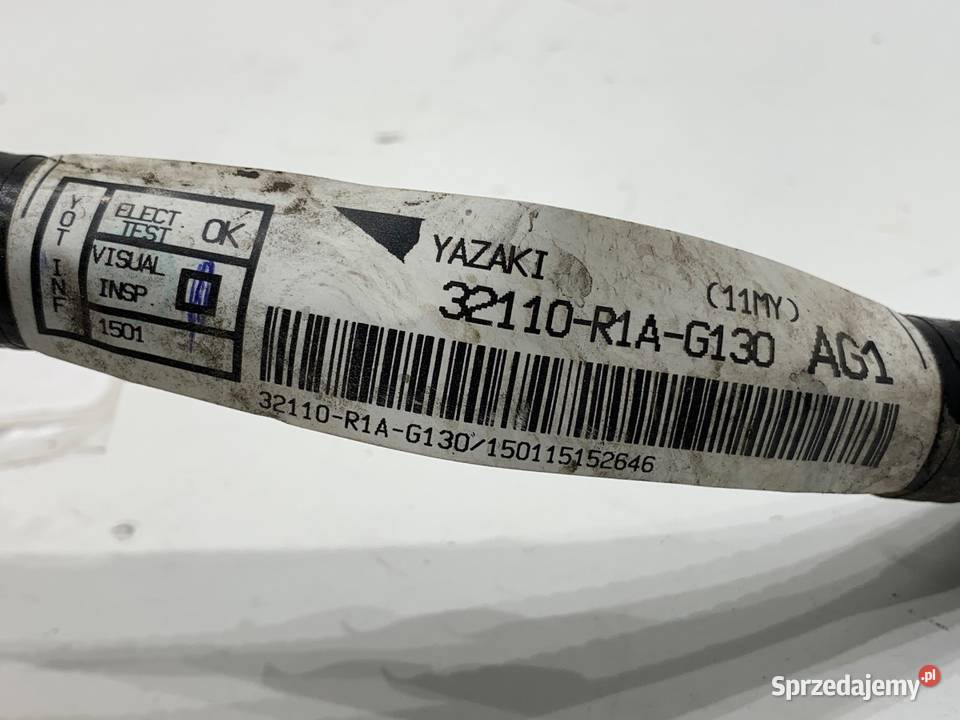 YOT INF
ELECT TEST OK
VISUAL INSP
1501
YAZAKI
(11MY)
32110-R1A-G130 AG1
32110-R1A-G130/150115152646
Sprzedajemy.pl